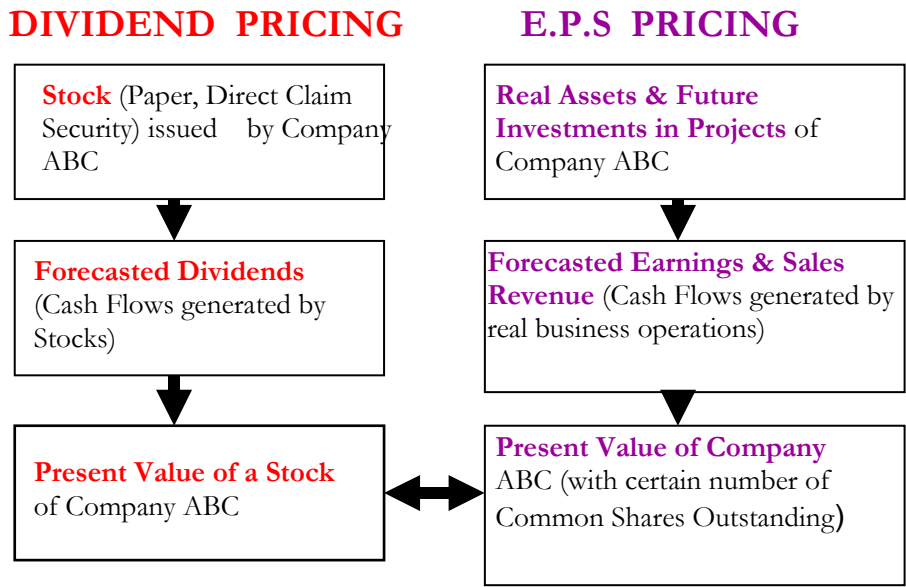 DIVIDEND PRICING
Stock (Paper, Direct Claim
Security) issued by Company
ABC
Forecasted Dividends
(Cash Flows generated by
Stocks)
Present Value of a Stock
of Company ABC
E.P.S PRICING
Real Assets & Future
Investments in Projects of
Company ABC
Forecasted Earnings & Sales
Revenue (Cash Flows generated by
real business operations)
Present Value of Company
ABC (with certain number of
Common Shares Outstanding)